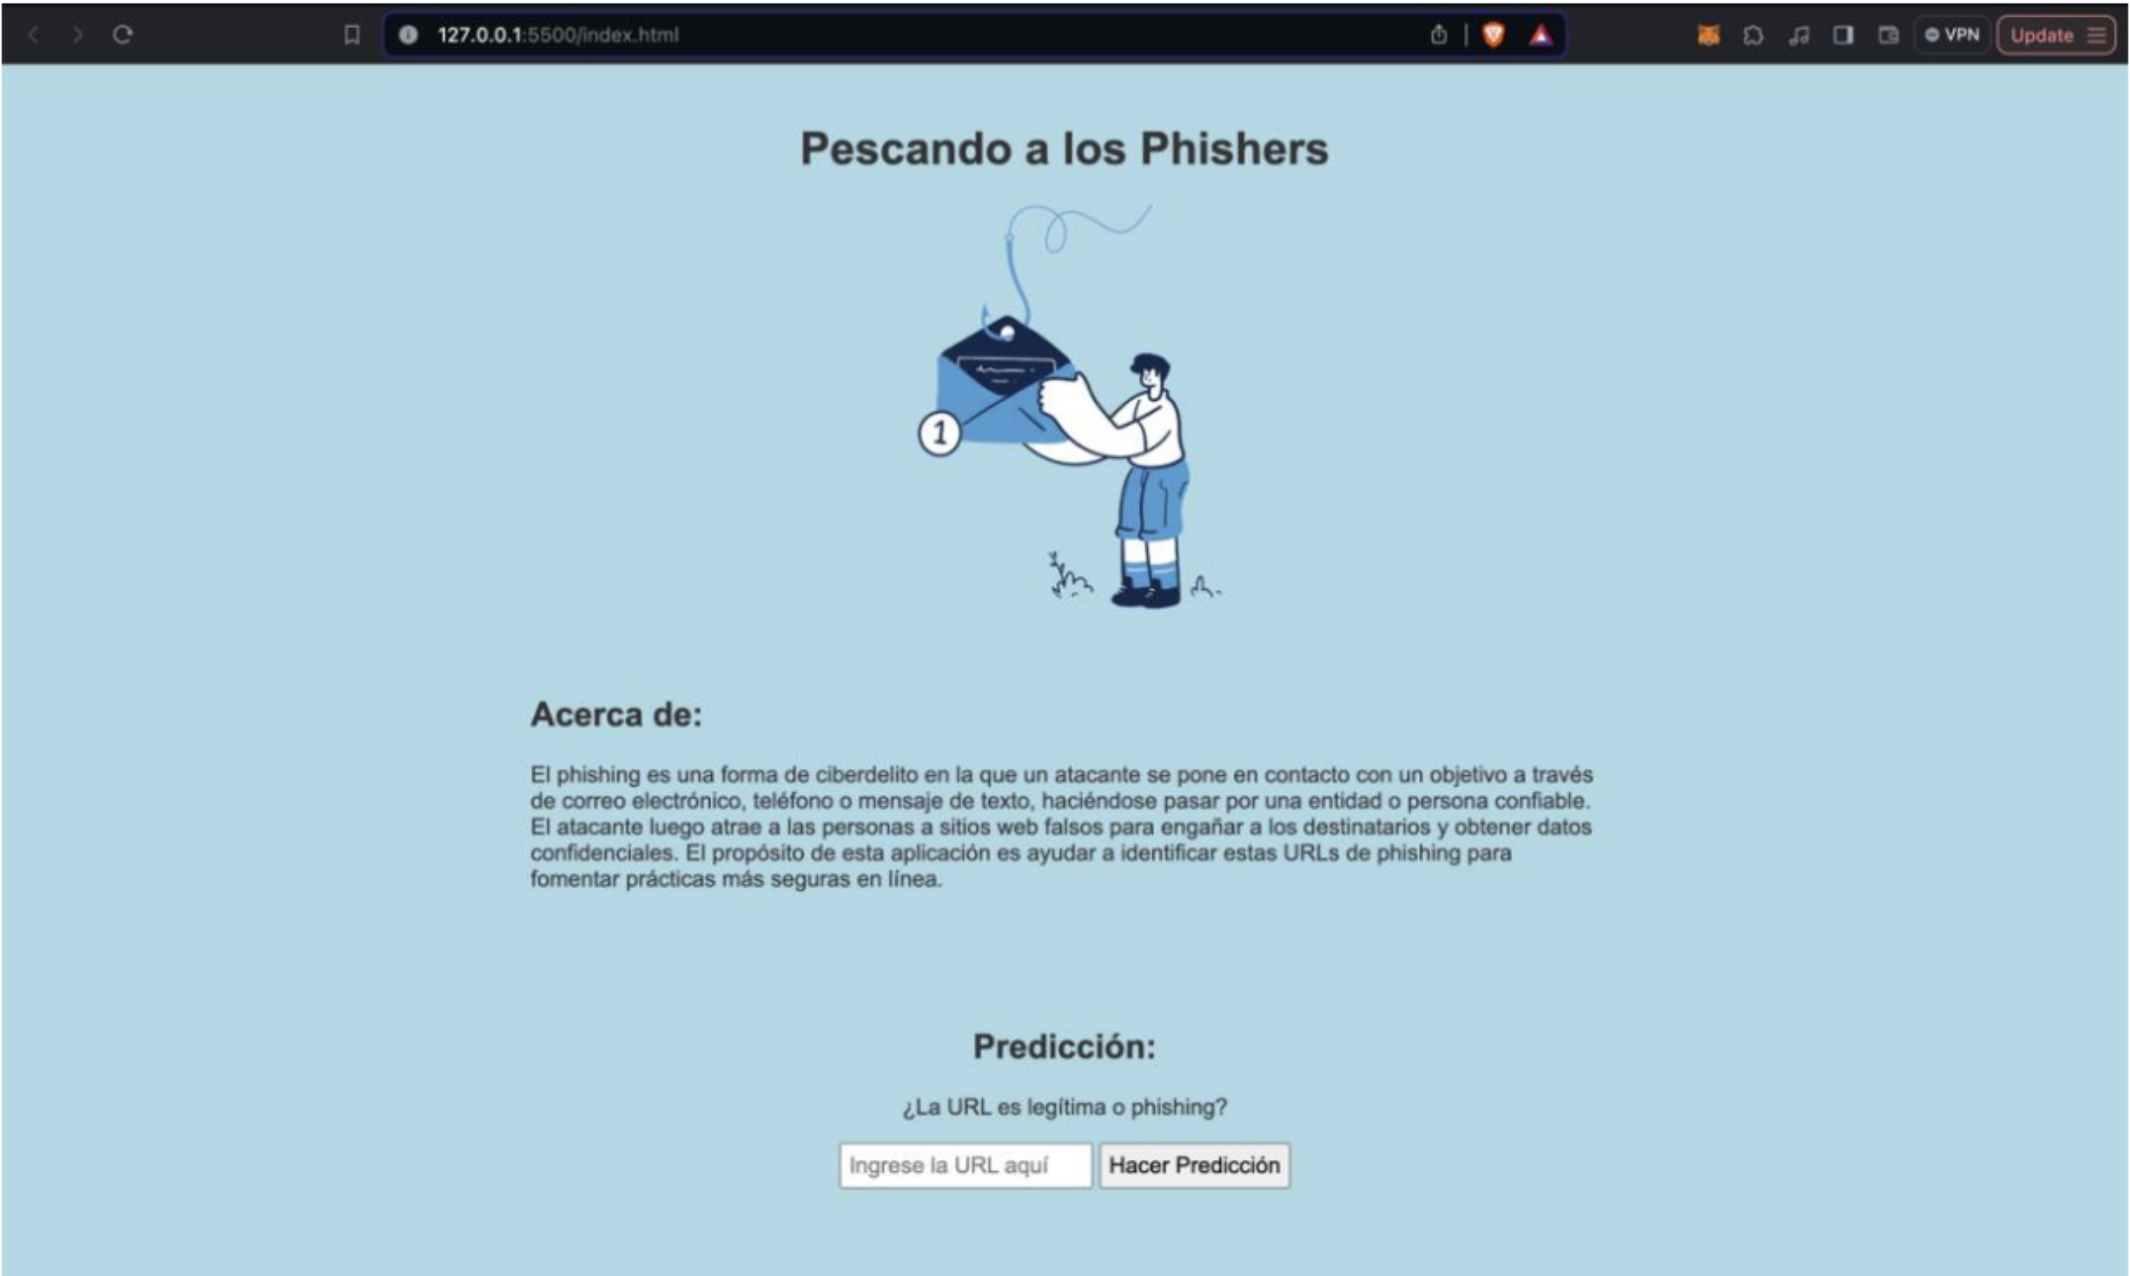 127.0.0.1:5500/index.html
VPN
Update
Pescando a los Phishers
1
Acerca de:
El phishing es una forma de ciberdelito en la que un atacante se pone en contacto con un objetivo a través
de correo electrónico, teléfono o mensaje de texto, haciéndose pasar por una entidad o persona confiable.
El atacante luego atrae a las personas a sitios web falsos para engañar a los destinatarios y obtener datos
confidenciales. El propósito de esta aplicación es ayudar a identificar estas URLs de phishing para
fomentar prácticas más seguras en línea.
Predicción:
¿La URL es legítima o phishing?
Ingrese la URL aquí
Hacer Predicción